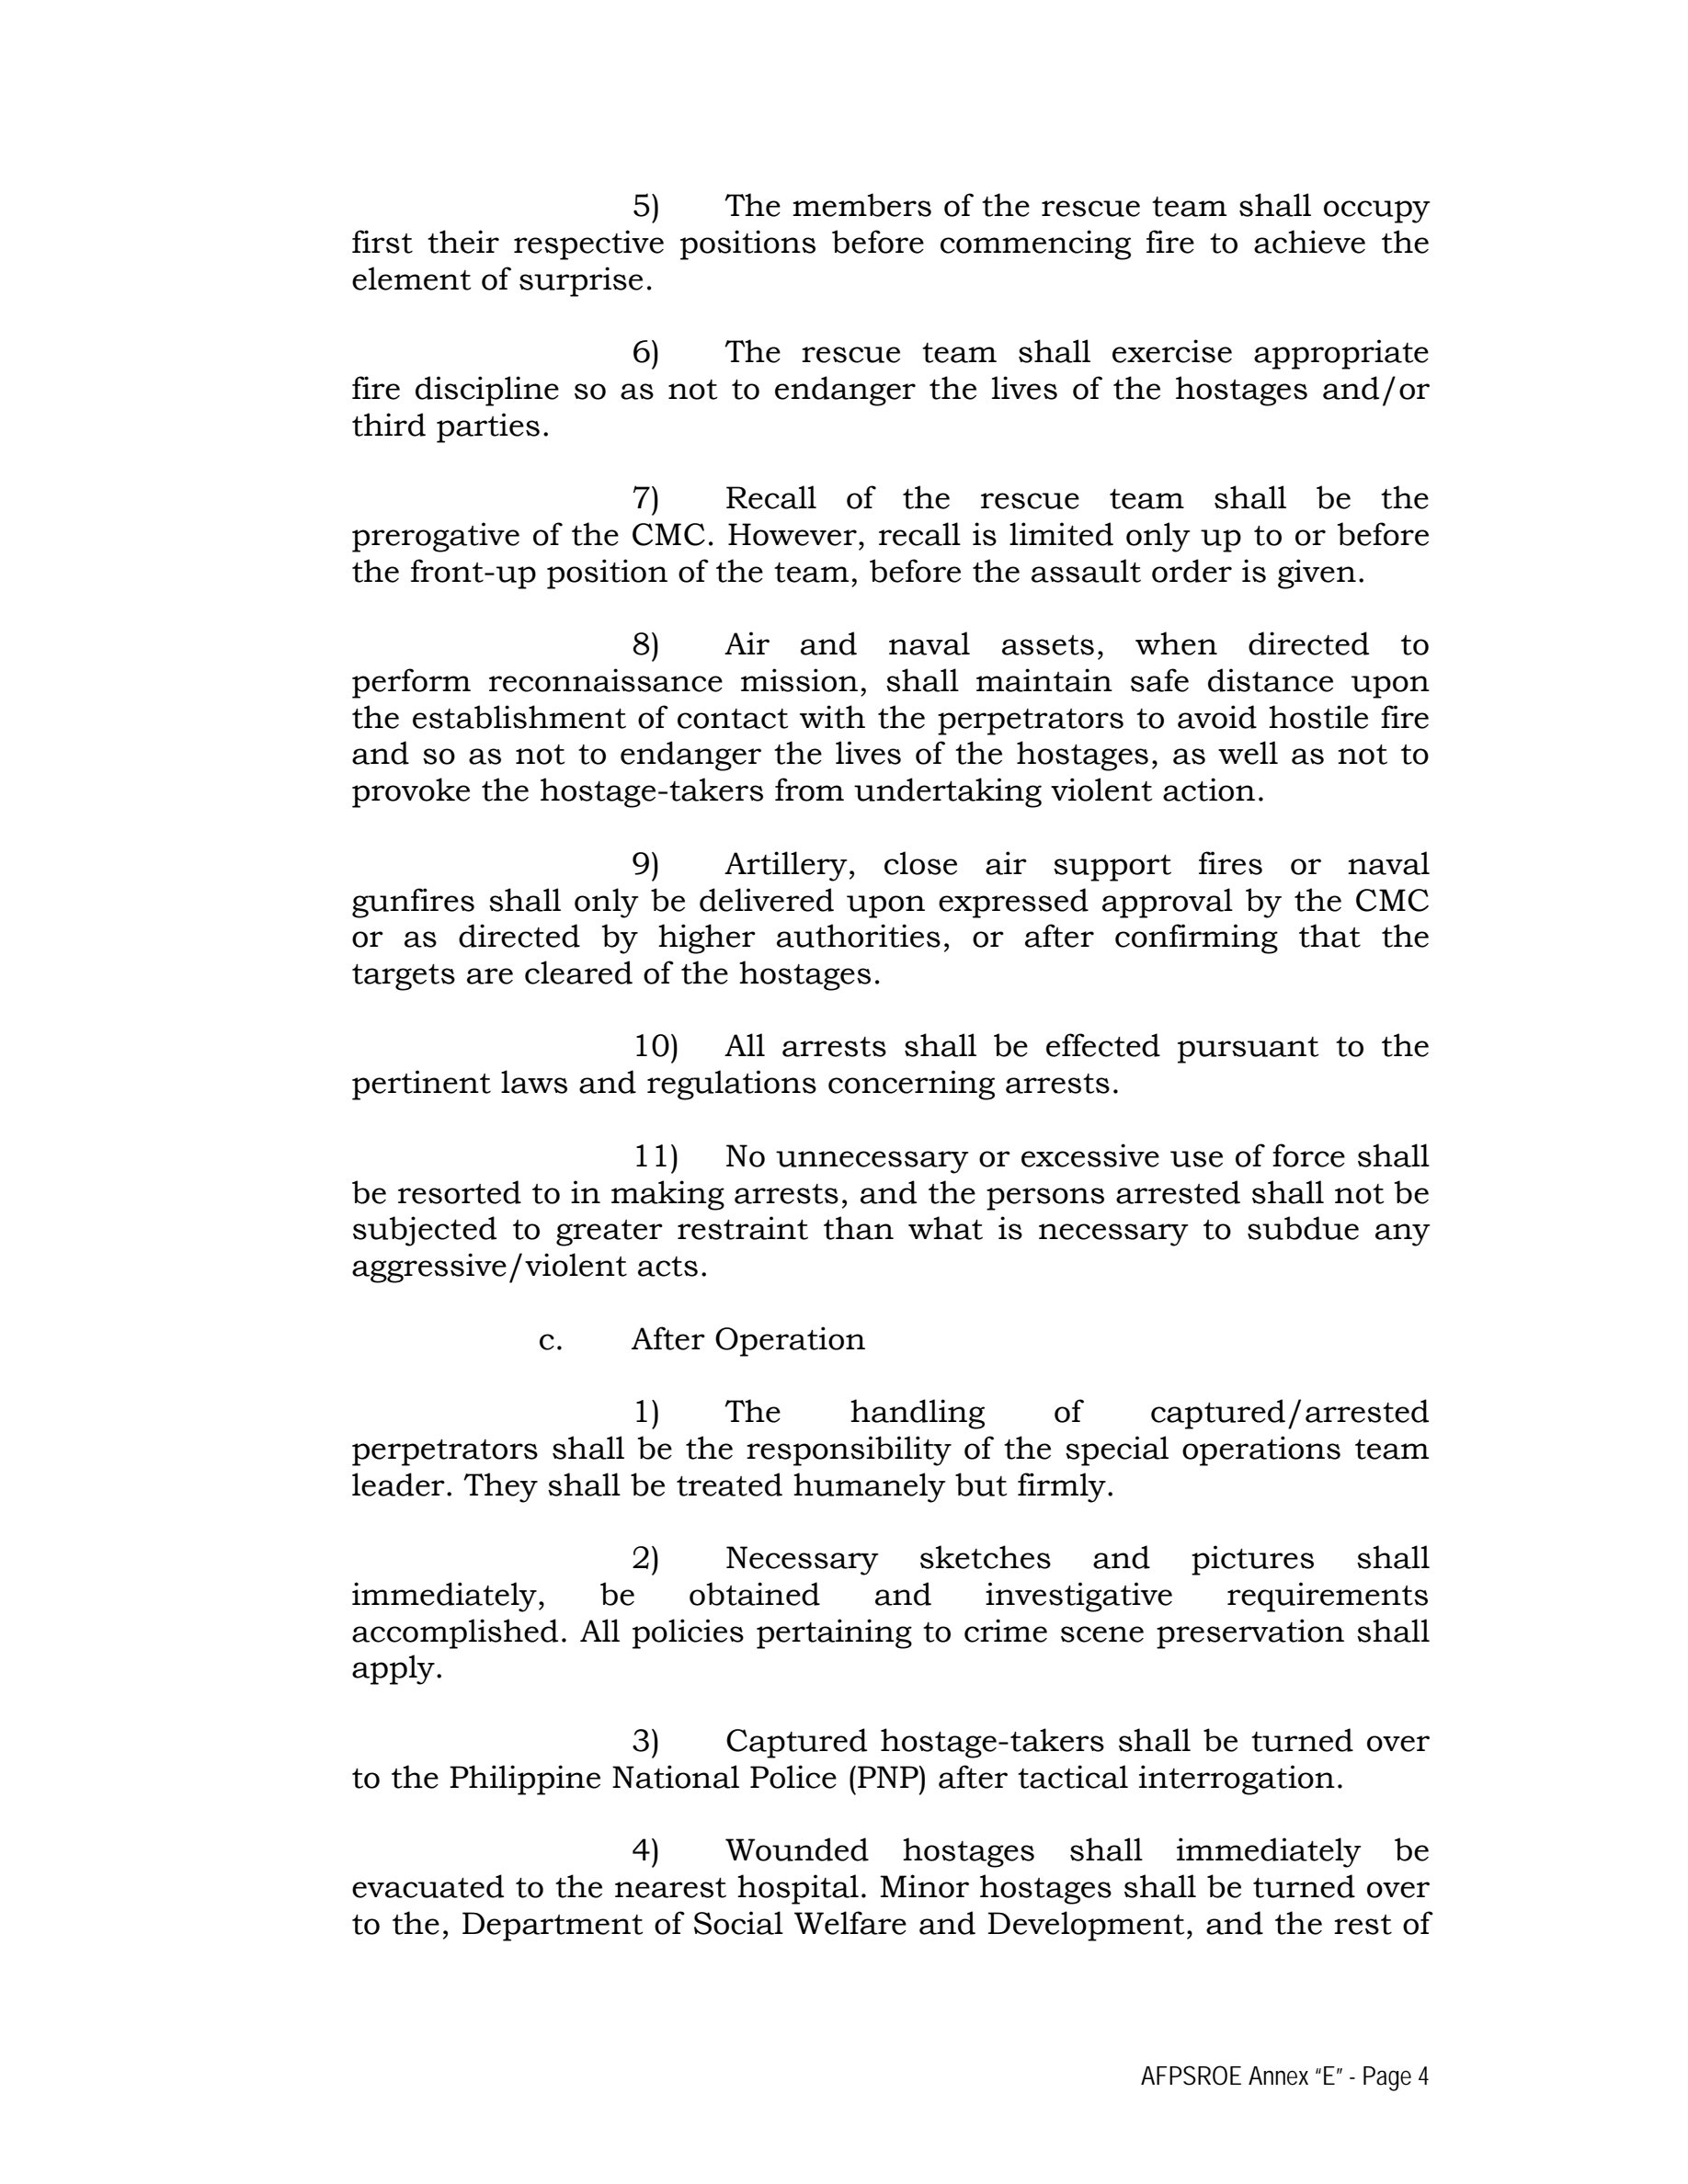 5) The members of the rescue team shall occupy
first their respective positions before commencing fire to achieve the
element of surprise.
6) The rescue team shall exercise appropriate
fire discipline so as not to endanger the lives of the hostages and/or
third parties.
7) Recall of the rescue team shall be the
prerogative of the CMC. However, recall is limited only up to or before
the front-up position of the team, before the assault order is given.
8) Air and naval assets, when directed to
perform reconnaissance mission, shall maintain safe distance upon
the establishment of contact with the perpetrators to avoid hostile fire
and so as not to endanger the lives of the hostages, as well as not to
provoke the hostage-takers from undertaking violent action.
9) Artillery, close air support fires or naval
gunfires shall only be delivered upon expressed approval by the CMC
or as directed by higher authorities, or after confirming that the
targets are cleared of the hostages.
10) All arrests shall be effected pursuant to the
pertinent laws and regulations concerning arrests.
11) No unnecessary or excessive use of force shall
be resorted to in making arrests, and the persons arrested shall not be
subjected to greater restraint than what is necessary to subdue any
aggressive/violent acts.
c. After Operation
1) The handling of captured/arrested
perpetrators shall be the responsibility of the special operations team
leader. They shall be treated humanely but firmly.
2) Necessary sketches and pictures shall
immediately, be obtained and investigative requirements
accomplished. All policies pertaining to crime scene preservation shall
apply.
3) Captured hostage-takers shall be turned over
to the Philippine National Police (PNP) after tactical interrogation.
4) Wounded hostages shall immediately be
evacuated to the nearest hospital. Minor hostages shall be turned over
to the, Department of Social Welfare and Development, and the rest of
AFPSROE Annex “E” - Page 4